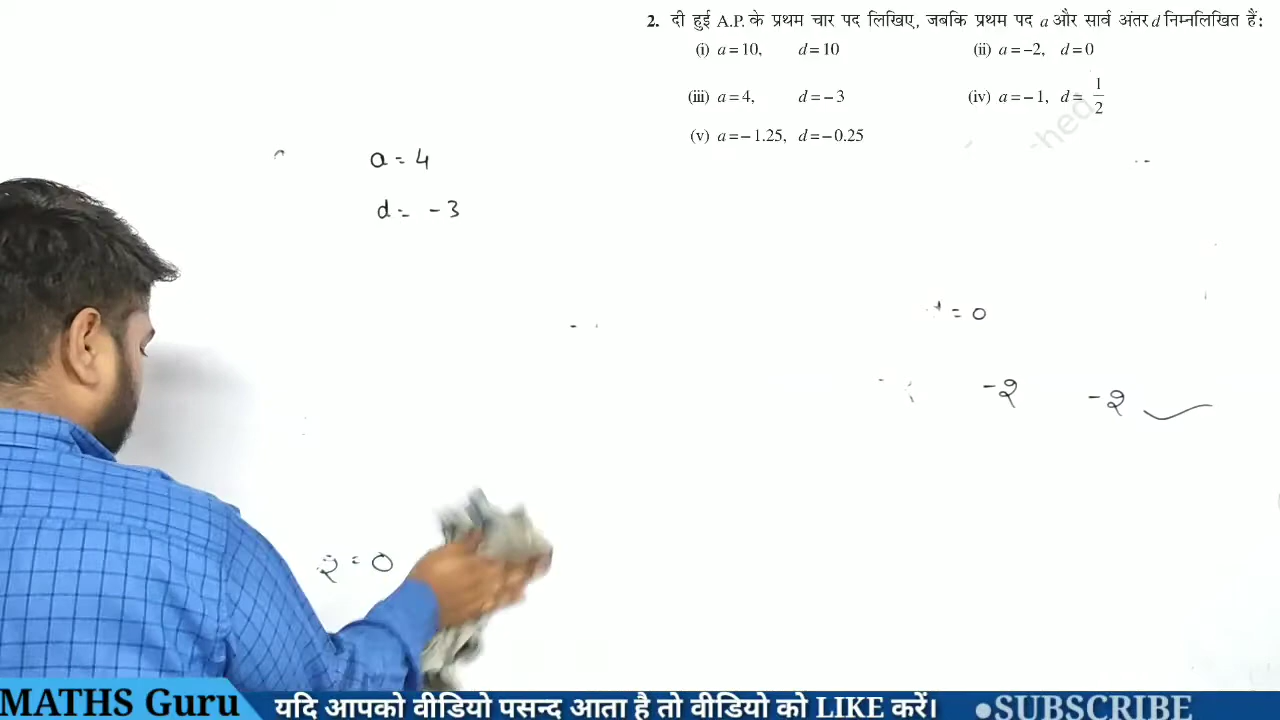 2. दी हुई A.P. के प्रथम चार पद लिखिए, जबकि प्रथम पद a और सार्व अंतर d निम्नलिखित हैं:
(i) a = 10, d = 10 (ii) a = –2, d = 0
(iii) a = 4, d = – 3 (iv) a = – 1, d = 1/2
(v) a = – 1.25, d = – 0.25
a = 4
d = - 3
= 0
-2 -2
2 = 0
MATHS Guru यदि आपको वीडियो पसन्द आता है तो वीडियो को LIKE करें। ●SUBSCRIBE